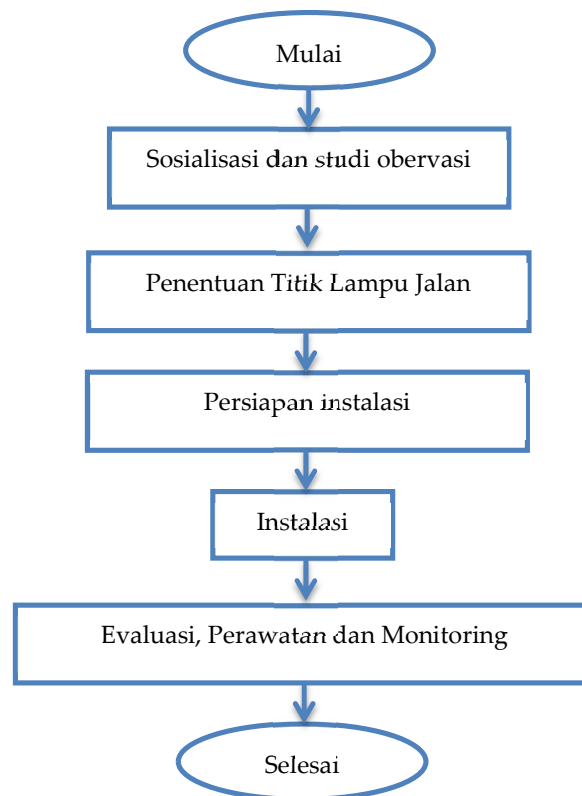 Mulai
Sosialisasi dan studi obervasi
Penentuan Titik Lampu Jalan
Persiapan instalasi
Instalasi
Evaluasi, Perawatan dan Monitoring
Selesai